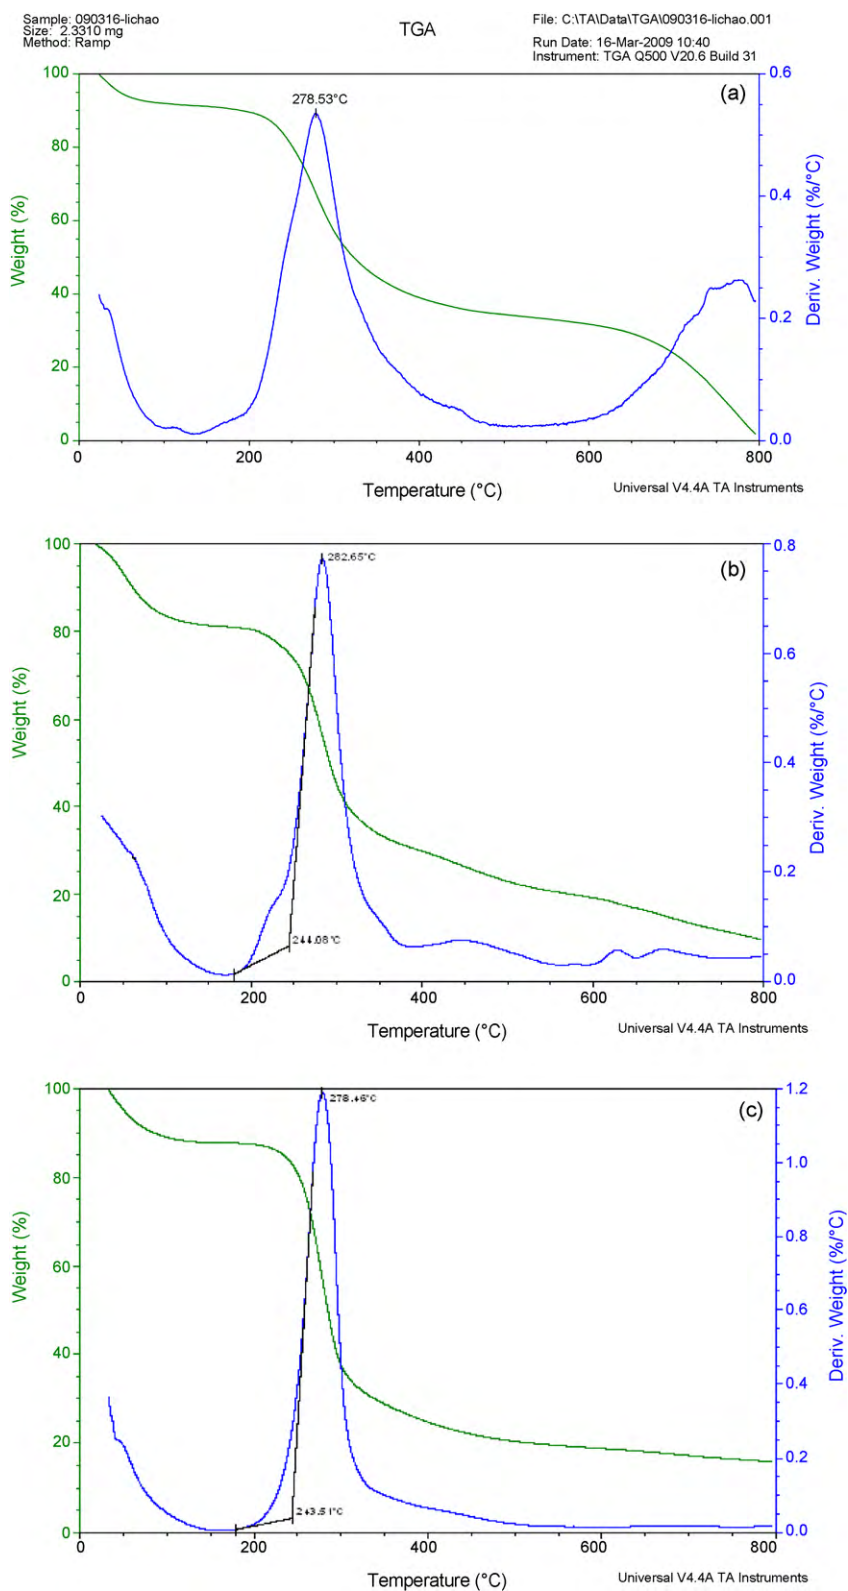 Sample: 090316-lichao
Size: 2.3310 mg
Method: Ramp
TGA
File: C:\TA\Data\TGA\090316-lichao.001
Run Date: 16-Mar-2009 10:40
Instrument: TGA Q500 V20.6 Build 31
(a)
278.53°C
100
80
60
40
20
0
Weight (%)
0.6
0.4
0.2
0.0
Deriv. Weight (%/°C)
0 200 400 600 800
Temperature (°C)
Universal V4.4A TA Instruments
(b)
282.65°C
244.08°C
100
80
60
40
20
0
Weight (%)
0.8
0.6
0.4
0.2
0.0
Deriv. Weight (%/°C)
0 200 400 600 800
Temperature (°C)
Universal V4.4A TA Instruments
(c)
278.46°C
243.51°C
100
80
60
40
20
0
Weight (%)
1.2
1.0
0.8
0.6
0.4
0.2
0.0
Deriv. Weight (%/°C)
0 200 400 600 800
Temperature (°C)
Universal V4.4A TA Instruments